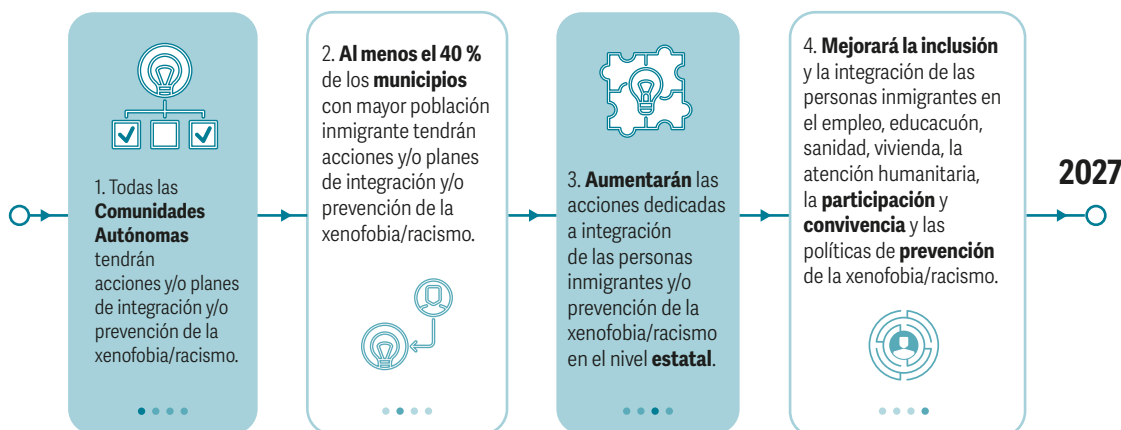 1. Todas las
Comunidades
Autónomas
tendrán
acciones y/o planes
de integración y/o
prevención de la
xenofobia/racismo.
2. Al menos el 40 %
de los municipios
con mayor población
inmigrante tendrán
acciones y/o planes
de integración y/o
prevención de la
xenofobia/racismo.
3. Aumentarán las
acciones dedicadas
a integración
de las personas
inmigrantes y/o
prevención de la
xenofobia/racismo
en el nivel estatal.
4. Mejorará la inclusión
y la integración de las
personas inmigrantes en
el empleo, educacuón,
sanidad, vivienda, la
atención humanitaria,
la participación y
convivencia y las
políticas de prevención
de la xenofobia/racismo.
2027